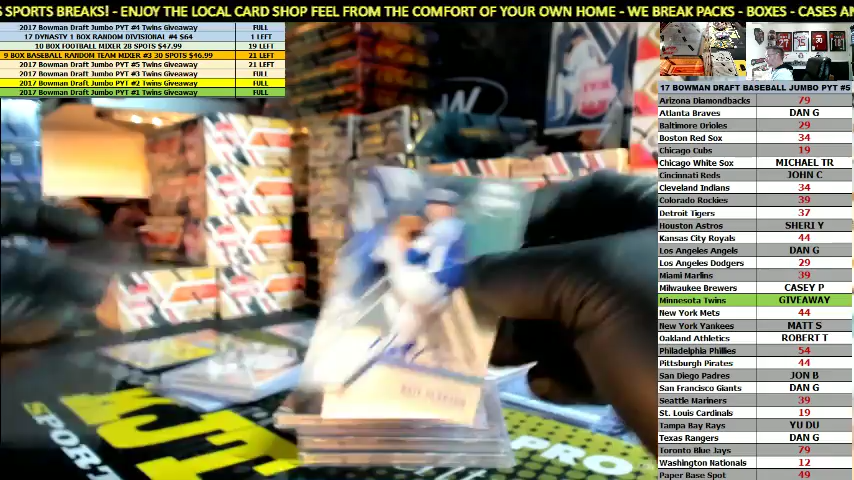 S SPORTS BREAKS! - ENJOY THE LOCAL CARD SHOP FEEL FROM THE COMFORT OF YOUR OWN HOME - WE BREAK PACKS - BOXES - CASES AN
2017 Bowman Draft Jumbo PYT #4 Twins Giveaway FULL
17 DYNASTY 1 BOX RANDOM DIVISIONAL #4 $64 1 LEFT
10 BOX FOOTBALL MIXER 28 SPOTS $47.99 19 LEFT
9 BOX BASEBALL RANDOM TEAM MIXER #3 30 SPOTS $46.99 21 LEFT
2017 Bowman Draft Jumbo PYT #5 Twins Giveaway 21 LEFT
2017 Bowman Draft Jumbo PYT #3 Twins Giveaway FULL
2017 Bowman Draft Jumbo PYT #2 Twins Giveaway FULL
2017 Bowman Draft Jumbo PYT #1 Twins Giveaway FULL
17 BOWMAN DRAFT BASEBALL JUMBO PYT #5
Arizona Diamondbacks 79
Atlanta Braves DAN G
Baltimore Orioles 29
Boston Red Sox 34
Chicago Cubs 19
Chicago White Sox MICHAEL TR
Cincinnati Reds JOHN C
Cleveland Indians 34
Colorado Rockies 39
Detroit Tigers 37
Houston Astros SHERI Y
Kansas City Royals 44
Los Angeles Angels DAN G
Los Angeles Dodgers 29
Miami Marlins 39
Milwaukee Brewers CASEY P
Minnesota Twins GIVEAWAY
New York Mets 44
New York Yankees MATT S
Oakland Athletics ROBERT T
Philadelphia Phillies 54
Pittsburgh Pirates 44
San Diego Padres JON B
San Francisco Giants DAN G
Seattle Mariners 39
St. Louis Cardinals 19
Tampa Bay Rays YU DU
Texas Rangers DAN G
Toronto Blue Jays 79
Washington Nationals 12
Paper Base Spot 49
SPORT
PRO